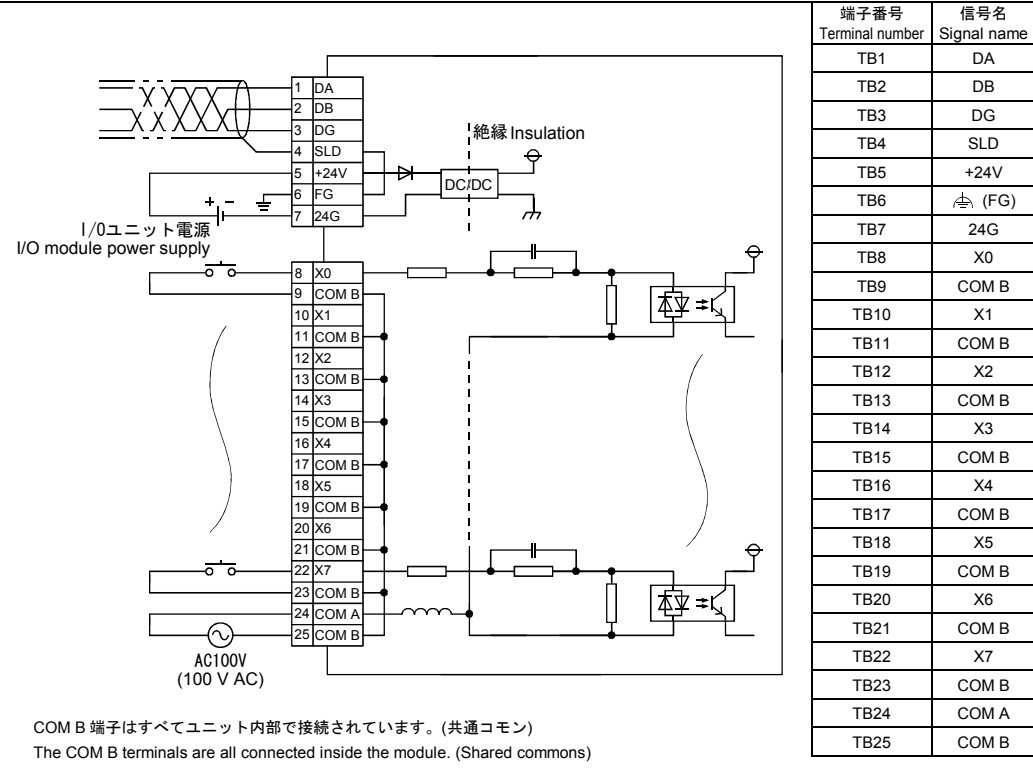 1 DA
2 DB
3 DG
4 SLD
5 +24V
6 FG
7 24G
絶縁 Insulation
DC/DC
+ -
I/Oユニット電源
I/O module power supply
8 X0
9 COM B
10 X1
11 COM B
12 X2
13 COM B
14 X3
15 COM B
16 X4
17 COM B
18 X5
19 COM B
20 X6
21 COM B
22 X7
23 COM B
24 COM A
25 COM B
AC100V
(100 V AC)
COM B 端子はすべてユニット内部で接続されています。(共通コモン)
The COM B terminals are all connected inside the module. (Shared commons)
端子番号 信号名
Terminal number Signal name
TB1 DA
TB2 DB
TB3 DG
TB4 SLD
TB5 +24V
TB6 (FG)
TB7 24G
TB8 X0
TB9 COM B
TB10 X1
TB11 COM B
TB12 X2
TB13 COM B
TB14 X3
TB15 COM B
TB16 X4
TB17 COM B
TB18 X5
TB19 COM B
TB20 X6
TB21 COM B
TB22 X7
TB23 COM B
TB24 COM A
TB25 COM B